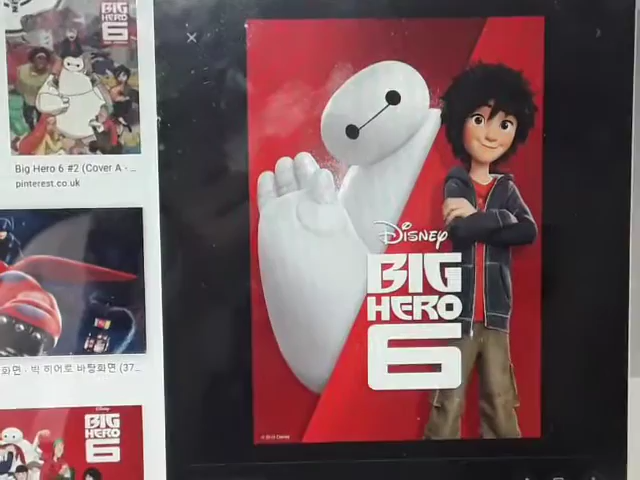 BIG
HERO
6
Big Hero 6 #2 (Cover A - ...
pinterest.co.uk
화면 · 빅 히어로 바탕화면 (37...
Disney
BIG
HERO
6
Disney
BIG
HERO
6